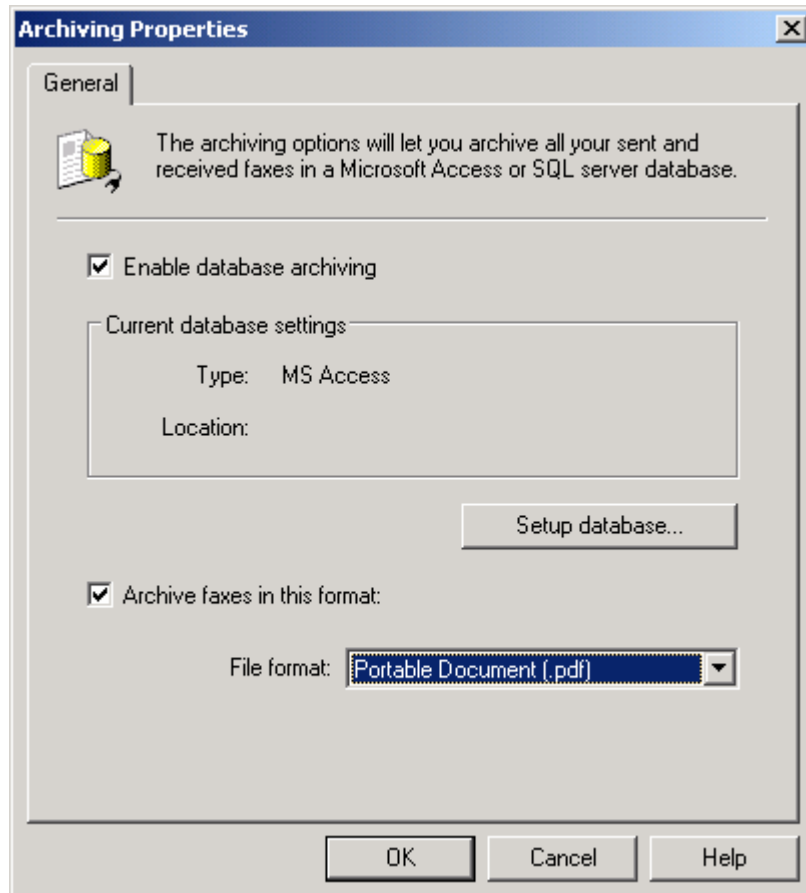 Archiving Properties
General
The archiving options will let you archive all your sent and
received faxes in a Microsoft Access or SQL server database.
Enable database archiving
Current database settings
Type: MS Access
Location:
Setup database...
Archive faxes in this format:
File format: Portable Document (.pdf)
OK Cancel Help